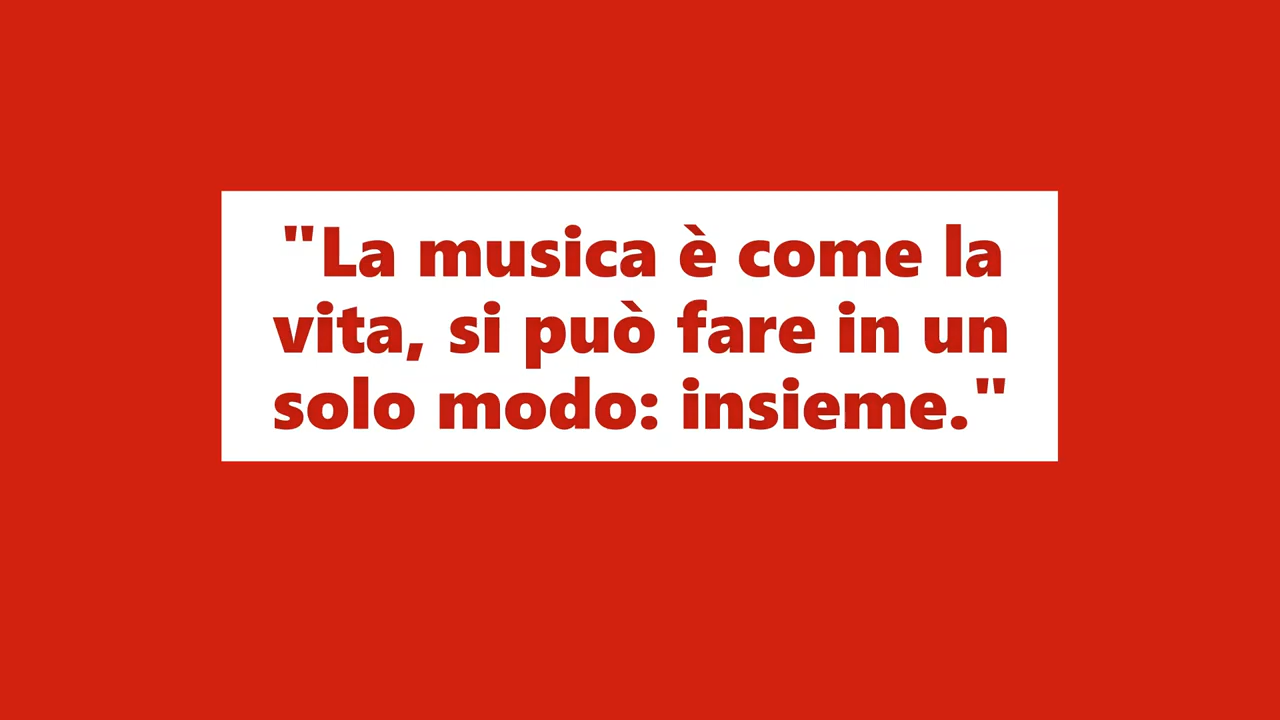 "La musica è come la
vita, si può fare in un
solo modo: insieme."